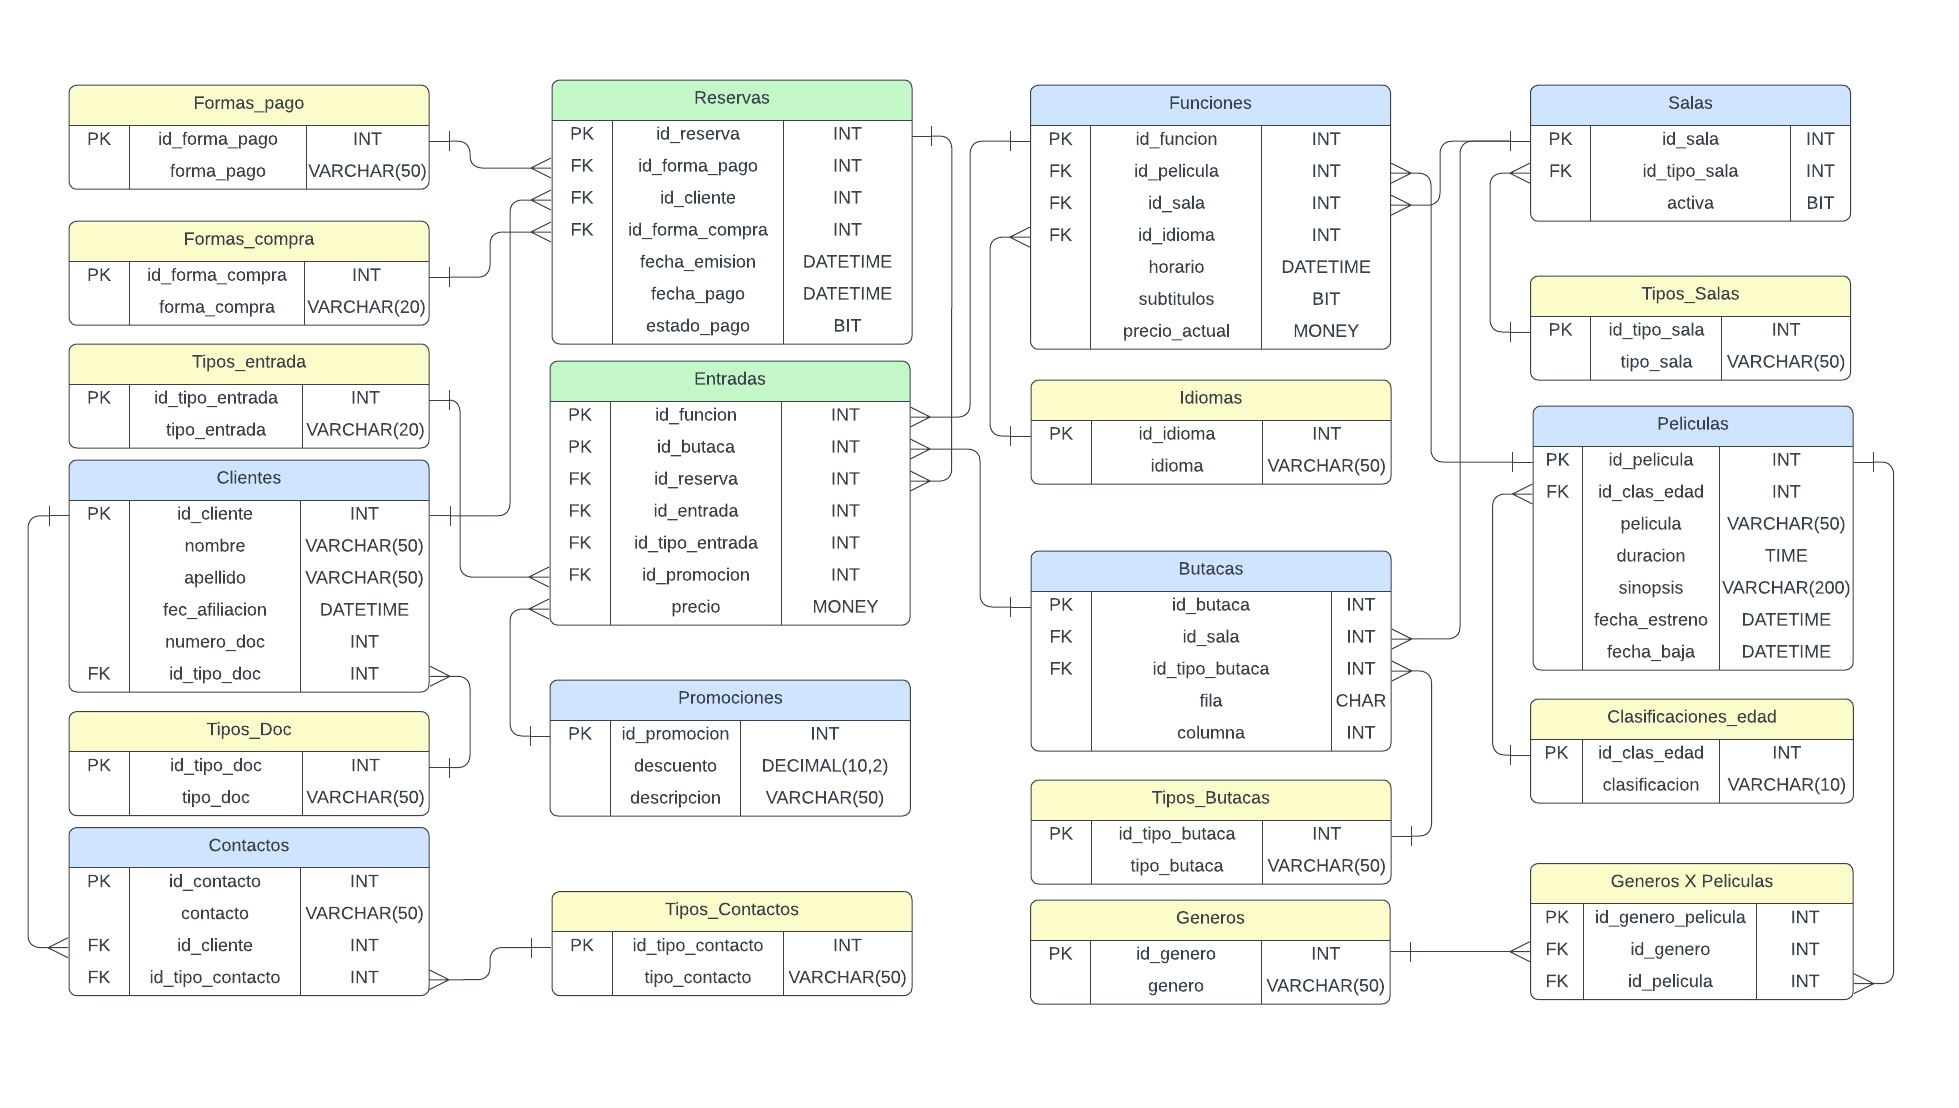 Formas_pago
PK id_forma_pago INT
forma_pago VARCHAR(50)
Formas_compra
PK id_forma_compra INT
forma_compra VARCHAR(20)
Tipos_entrada
PK id_tipo_entrada INT
tipo_entrada VARCHAR(20)
Clientes
PK id_cliente INT
nombre VARCHAR(50)
apellido VARCHAR(50)
fec_afiliacion DATETIME
numero_doc INT
FK id_tipo_doc INT
Tipos_Doc
PK id_tipo_doc INT
tipo_doc VARCHAR(50)
Contactos
PK id_contacto INT
contacto VARCHAR(50)
FK id_cliente INT
FK id_tipo_contacto INT
Reservas
PK id_reserva INT
FK id_forma_pago INT
FK id_cliente INT
FK id_forma_compra INT
fecha_emision DATETIME
fecha_pago DATETIME
estado_pago BIT
Entradas
PK id_funcion INT
PK id_butaca INT
FK id_reserva INT
FK id_entrada INT
FK id_tipo_entrada INT
FK id_promocion INT
precio MONEY
Promociones
PK id_promocion INT
descuento DECIMAL(10,2)
descripcion VARCHAR(50)
Tipos_Contactos
PK id_tipo_contacto INT
tipo_contacto VARCHAR(50)
Funciones
PK id_funcion INT
FK id_pelicula INT
FK id_sala INT
FK id_idioma INT
horario DATETIME
subtitulos BIT
precio_actual MONEY
Idiomas
PK id_idioma INT
idioma VARCHAR(50)
Butacas
PK id_butaca INT
FK id_sala INT
FK id_tipo_butaca INT
fila CHAR
columna INT
Tipos_Butacas
PK id_tipo_butaca INT
tipo_butaca VARCHAR(50)
Generos
PK id_genero INT
genero VARCHAR(50)
Salas
PK id_sala INT
FK id_tipo_sala INT
activa BIT
Tipos_Salas
PK id_tipo_sala INT
tipo_sala VARCHAR(50)
Peliculas
PK id_pelicula INT
FK id_clas_edad INT
pelicula VARCHAR(50)
duracion TIME
sinopsis VARCHAR(200)
fecha_estreno DATETIME
fecha_baja DATETIME
Clasificaciones_edad
PK id_clas_edad INT
clasificacion VARCHAR(10)
Generos X Peliculas
PK id_genero_pelicula INT
FK id_genero INT
FK id_pelicula INT